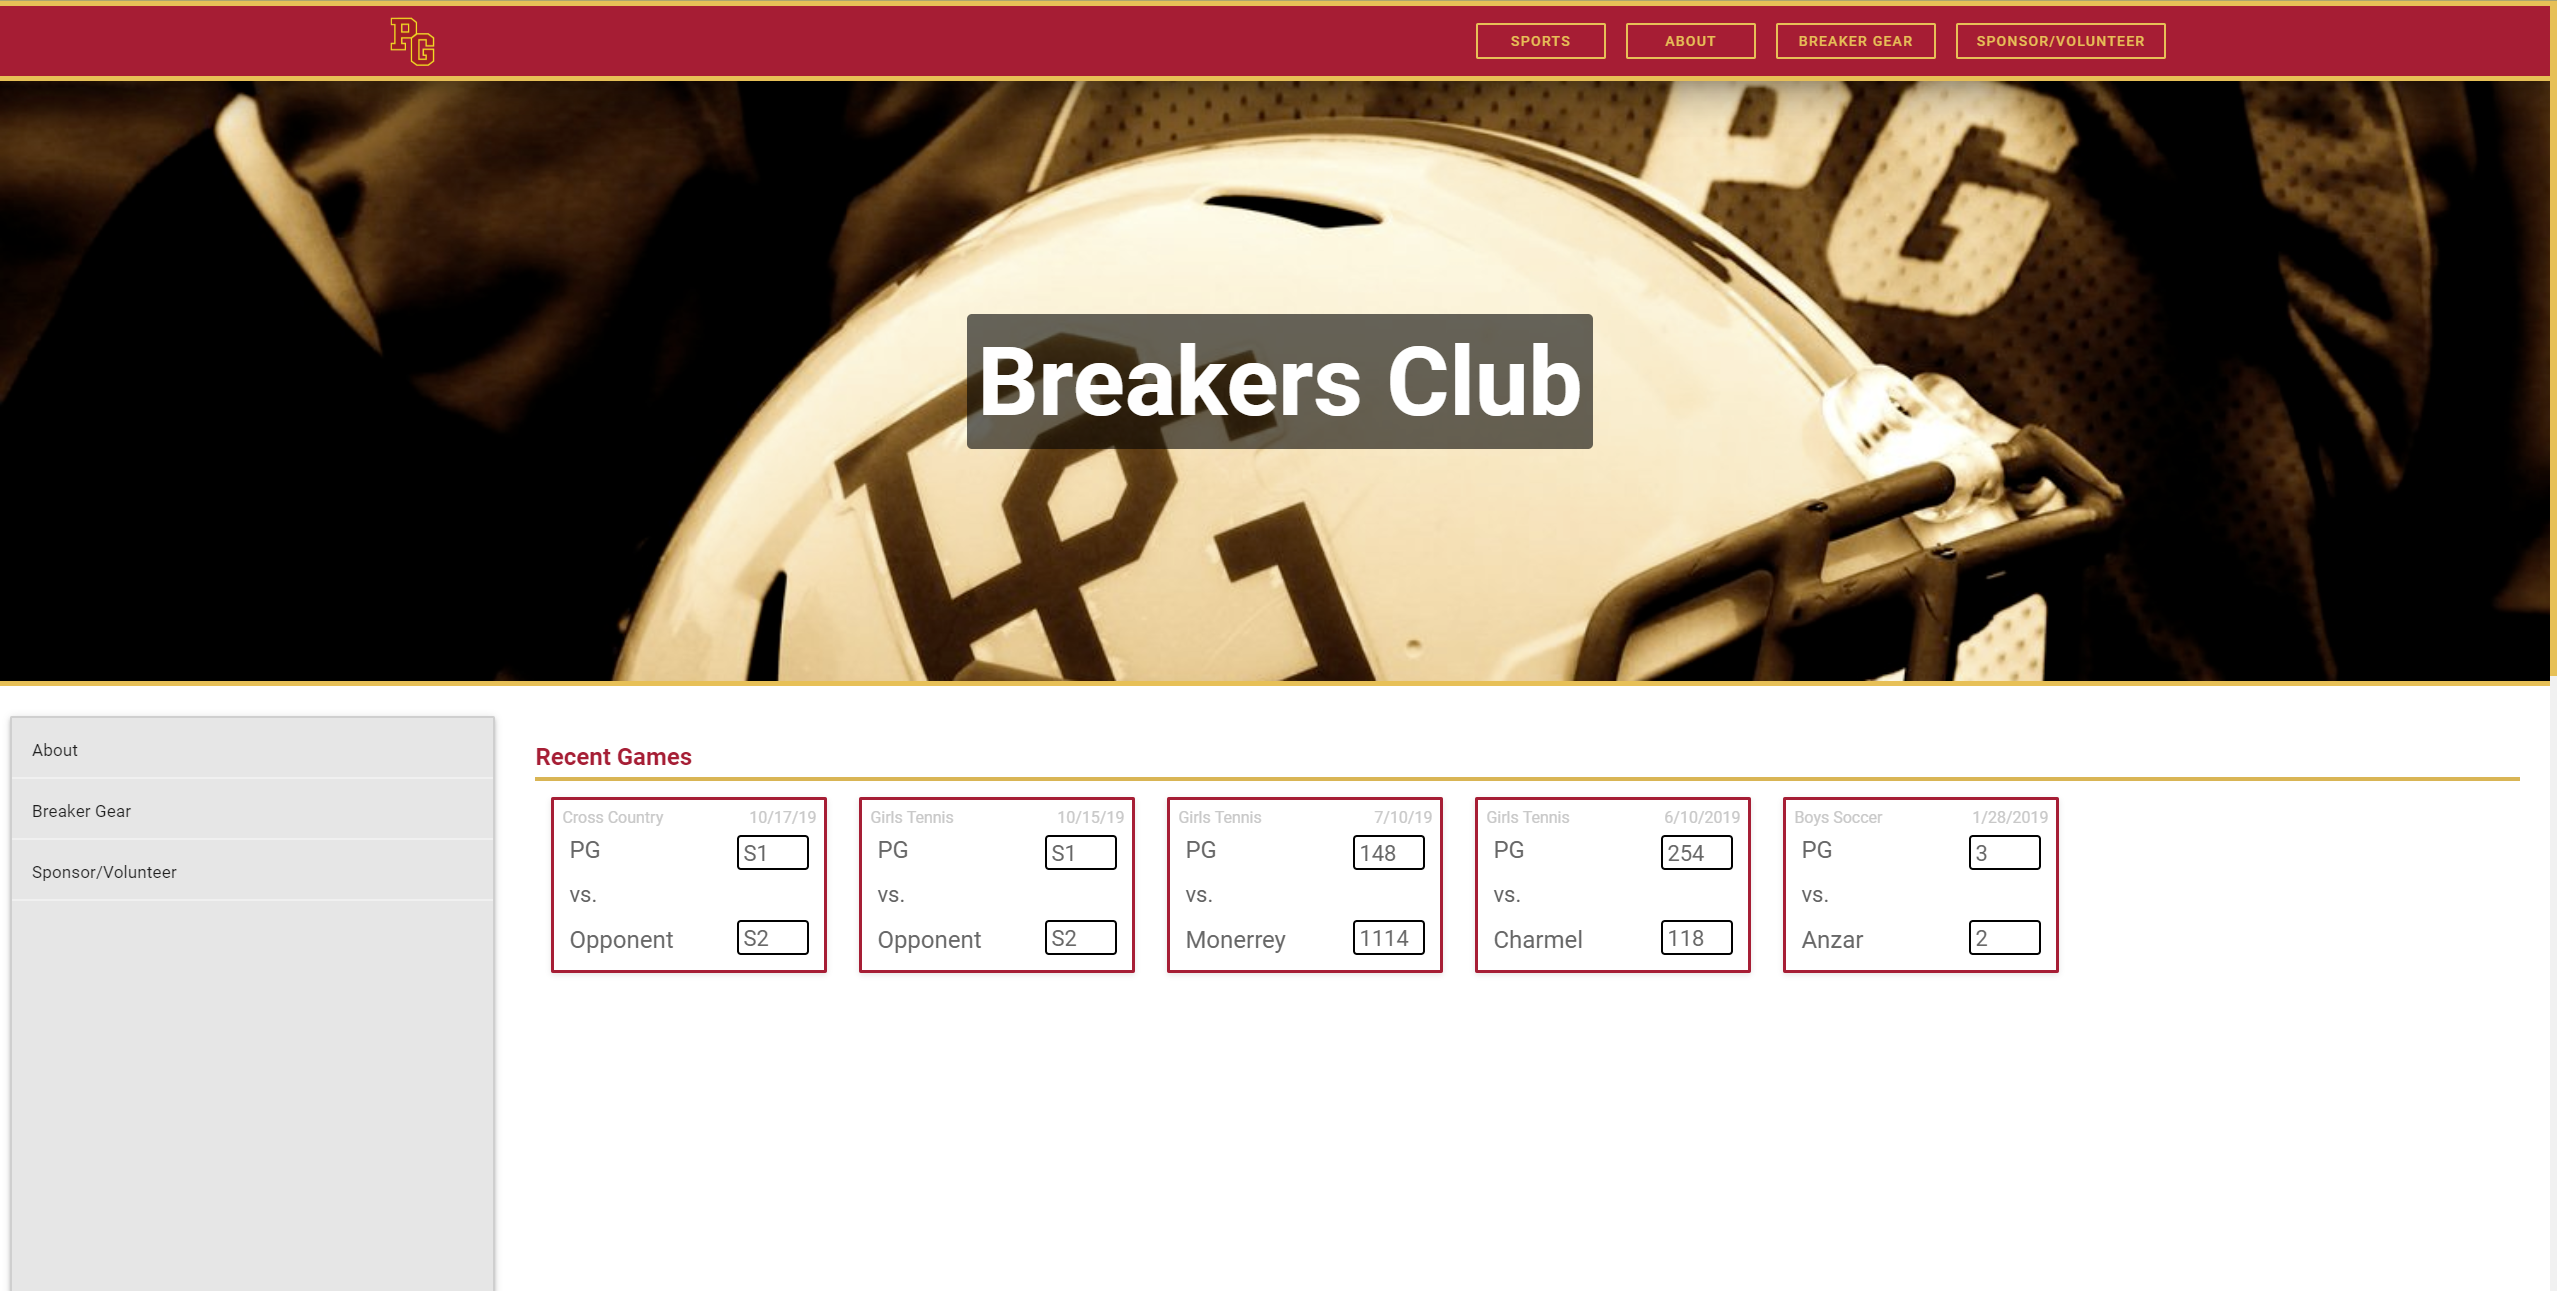 PG
SPORTS ABOUT BREAKER GEAR SPONSOR/VOLUNTEER
PG
Breakers Club
PG
About
Breaker Gear
Sponsor/Volunteer
Recent Games
Cross Country 10/17/19
PG S1
vs.
Opponent S2
Girls Tennis 10/15/19
PG S1
vs.
Opponent S2
Girls Tennis 7/10/19
PG 148
vs.
Monerrey 1114
Girls Tennis 6/10/2019
PG 254
vs.
Charmel 118
Boys Soccer 1/28/2019
PG 3
vs.
Anzar 2